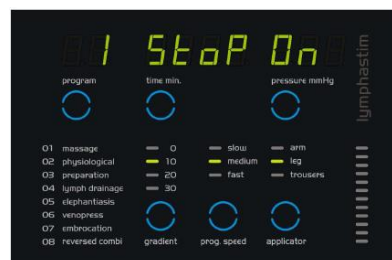 1 StoP On
program time min. pressure mmHg
lymphastim
01 massage 0 slow arm
02 physiological 10 medium leg
03 preparation 20 fast trousers
04 lymph drainage 30
05 elephantiasis
06 venopress
07 embrocation
08 reversed combi gradient prog. speed applicator